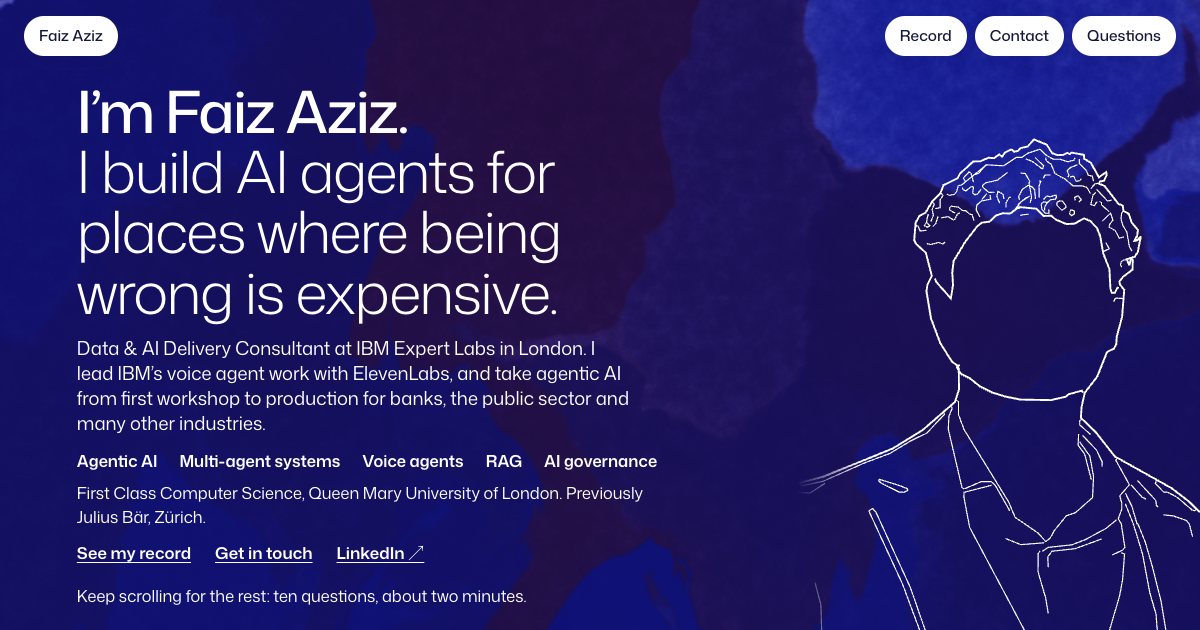 Faiz Aziz
Record
Contact
Questions
I’m Faiz Aziz.
I build AI agents for
places where being
wrong is expensive.
Data & AI Delivery Consultant at IBM Expert Labs in London. I
lead IBM’s voice agent work with ElevenLabs, and take agentic AI
from first workshop to production for banks, the public sector and
many other industries.
Agentic AI Multi-agent systems Voice agents RAG AI governance
First Class Computer Science, Queen Mary University of London. Previously
Julius Bär, Zürich.
See my record Get in touch LinkedIn ↗
Keep scrolling for the rest: ten questions, about two minutes.